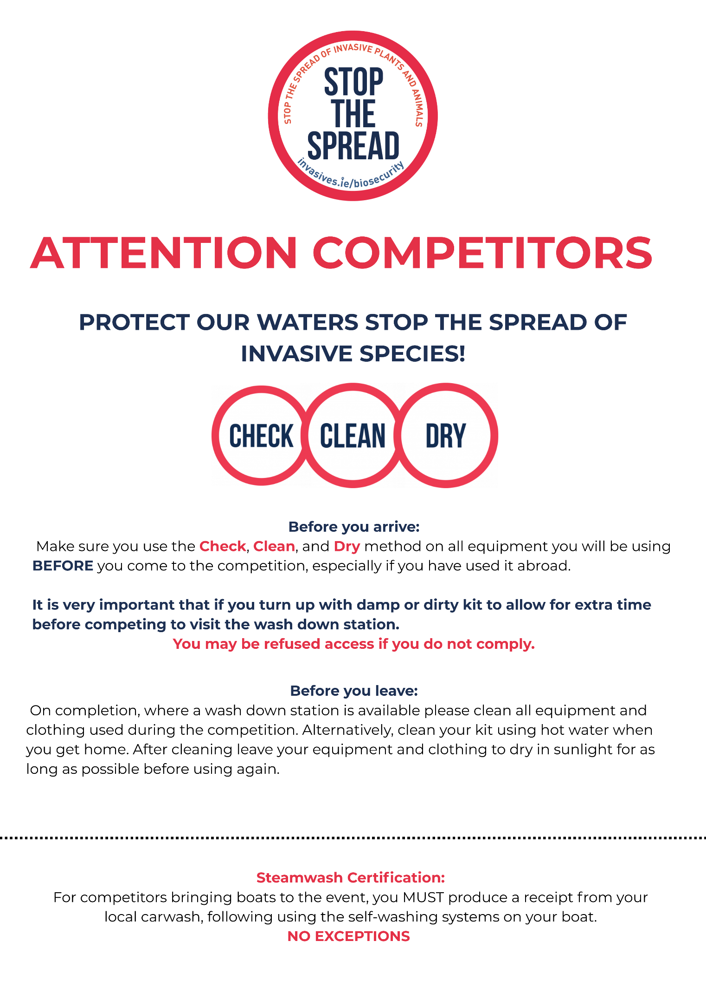 STOP THE SPREAD OF INVASIVE PLANTS AND ANIMALS
STOP
THE
SPREAD
invasives.ie/biosecurity
ATTENTION COMPETITORS
PROTECT OUR WATERS STOP THE SPREAD OF
INVASIVE SPECIES!
CHECK CLEAN DRY
Before you arrive:
Make sure you use the Check, Clean, and Dry method on all equipment you will be using
BEFORE you come to the competition, especially if you have used it abroad.
It is very important that if you turn up with damp or dirty kit to allow for extra time
before competing to visit the wash down station.
You may be refused access if you do not comply.
Before you leave:
On completion, where a wash down station is available please clean all equipment and
clothing used during the competition. Alternatively, clean your kit using hot water when
you get home. After cleaning leave your equipment and clothing to dry in sunlight for as
long as possible before using again.
Steamwash Certification:
For competitors bringing boats to the event, you MUST produce a receipt from your
local carwash, following using the self-washing systems on your boat.
NO EXCEPTIONS